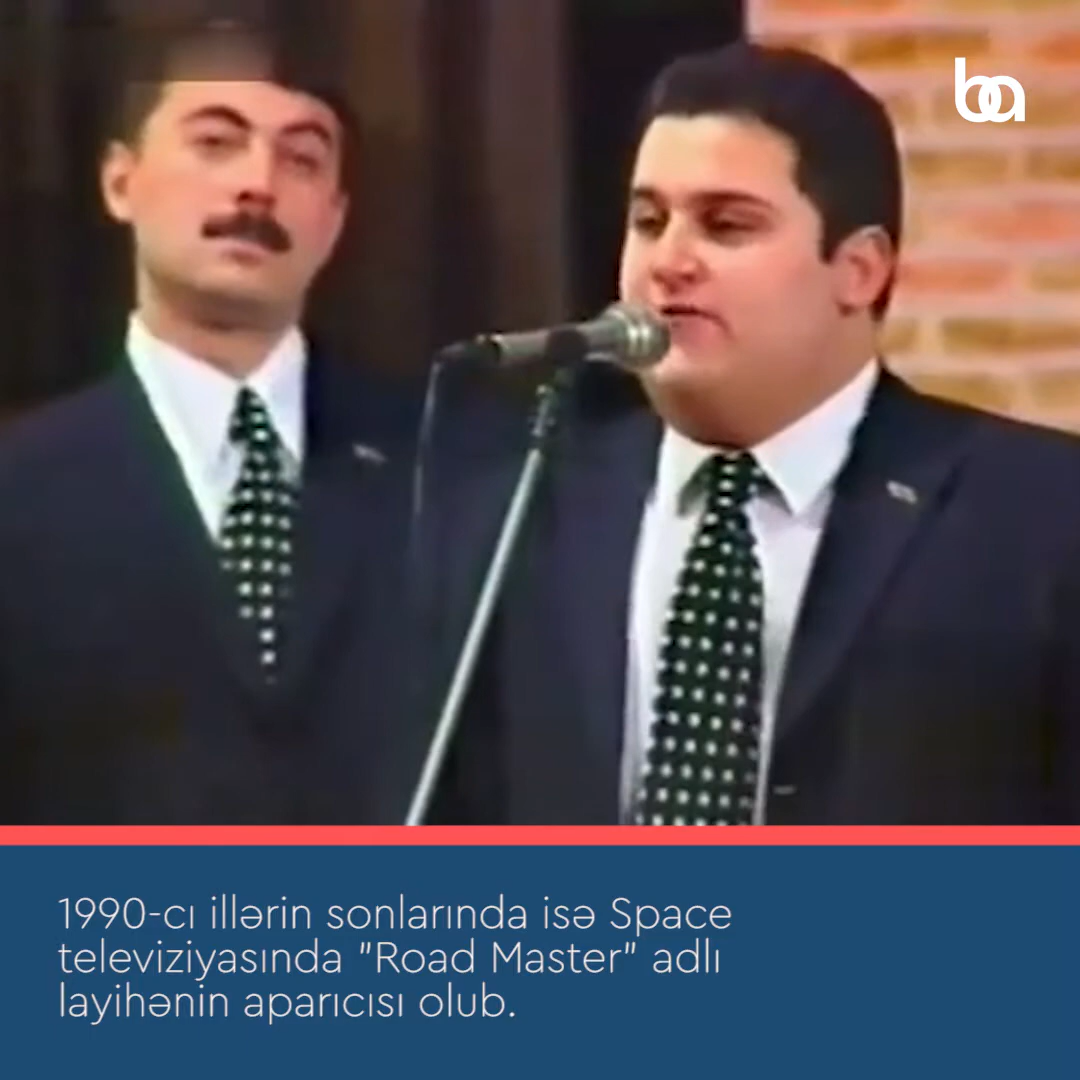 ba
1990-cı illərin sonlarında isə Space
televiziyasında "Road Master" adlı
layihənin aparıcısı olub.